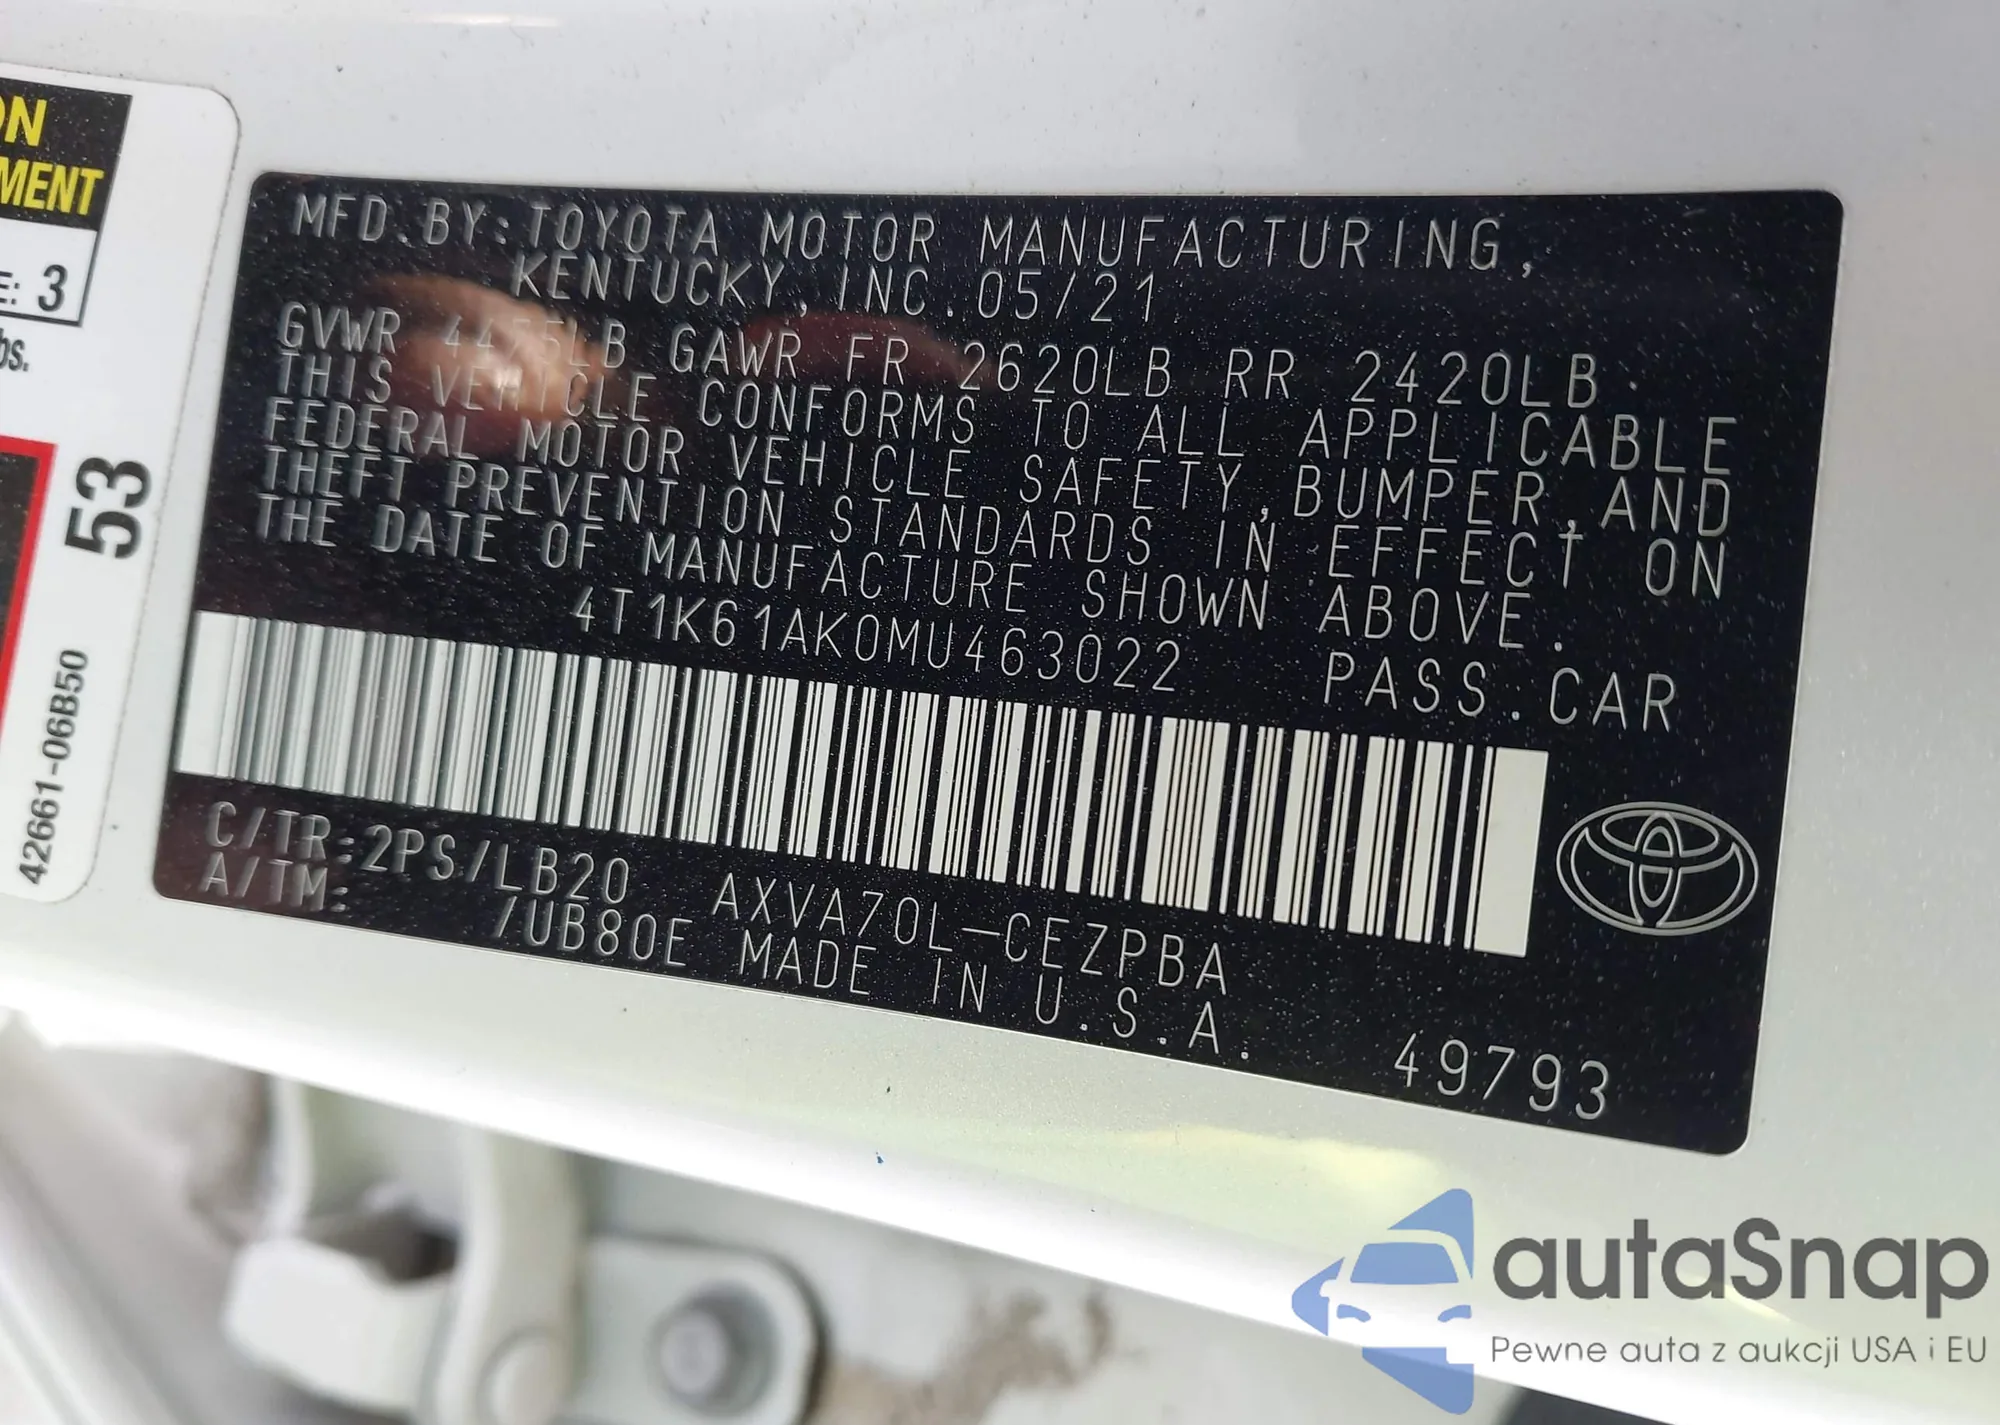 ON
MENT
E: 3
bs.
53
42661-06B50
MFD.BY:TOYOTA MOTOR MANUFACTURING,
KENTUCKY, INC. 05/21
GVWR 4475LB GAWR FR 2620LB RR 2420LB
THIS VEHICLE CONFORMS TO ALL APPLICABLE
FEDERAL MOTOR VEHICLE SAFETY, BUMPER, AND
THEFT PREVENTION STANDARDS IN EFFECT ON
THE DATE OF MANUFACTURE SHOWN ABOVE.
4T1K61AK0MU463022 PASS.CAR
C/TR:2PS/LB20 AXVA70L-CEZPBA
A/TM: /UB80E MADE IN U.S.A.
49793
autaSnap
Pewne auta z aukcji USA i EU